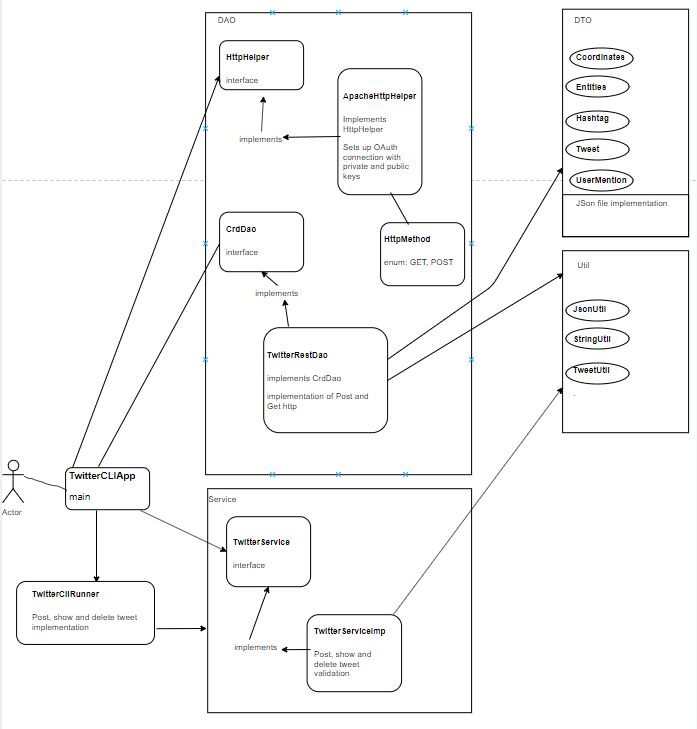 DAO
HttpHelper
interface
implements
ApacheHttpHelper
Implements
HttpHelper
Sets up OAuth
connection with
private and public
keys
CrdDao
interface
implements
HttpMethod
enum: GET, POST
TwitterRestDao
implements CrdDao
implementation of Post and
Get http
DTO
Coordinates
Entities
Hashtag
Tweet
UserMention
JSon file implementation
Util
JsonUtil
StringUtil
TweetUtil
Actor
TwitterCLIApp
main
TwitterCliRunner
Post, show and delete tweet
implementation
Service
TwitterService
interface
implements
TwitterServiceImp
Post, show and
delete tweet
validation